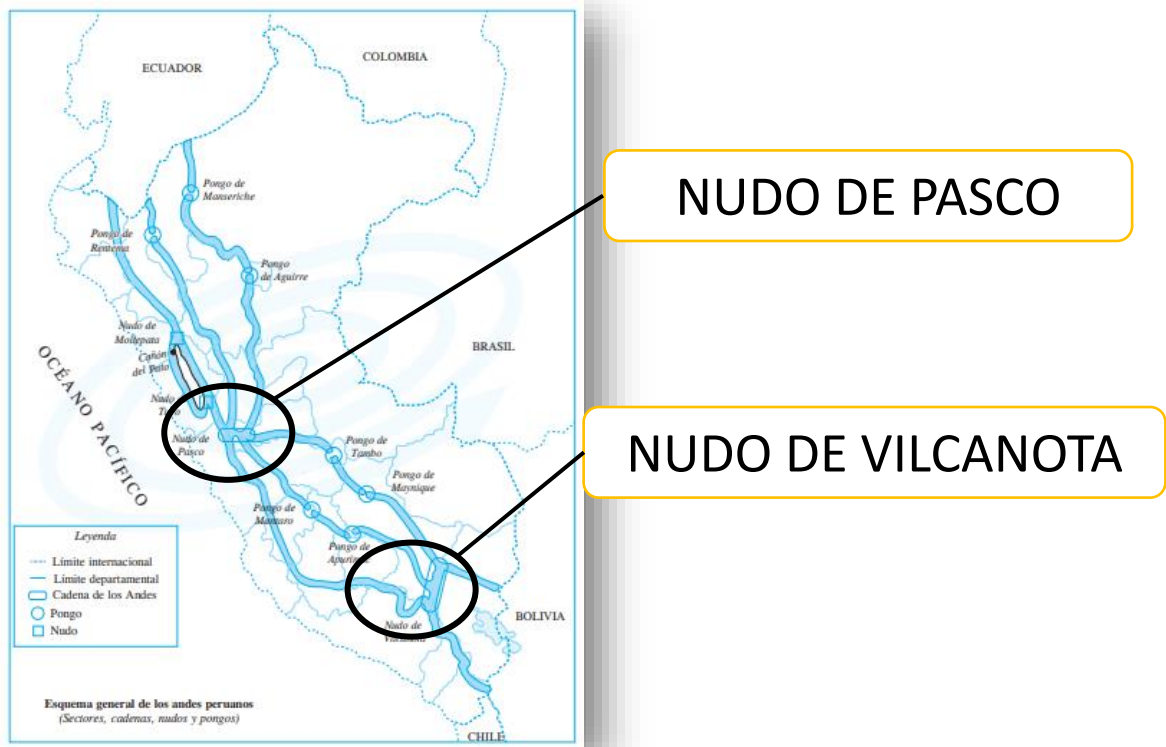 ECUADOR
COLOMBIA
Pongo de
Manseriche
Pongo de
Rentema
Pongo
de Aguirre
Nudo de
Mollepata
Cañón
del Pato
BRASIL
OCÉANO PACÍFICO
Nudo
Nudo de
Pasco
Pongo de
Tambo
Pongo de
Maynique
Pongo de
Mantaro
Pongo de
Nudo de
BOLIVIA
CHILE
Leyenda
Límite internacional
Límite departamental
Cadena de los Andes
Pongo
Nudo
Esquema general de los andes peruanos
(Sectores, cadenas, nudos y pongos)
NUDO DE PASCO
NUDO DE VILCANOTA